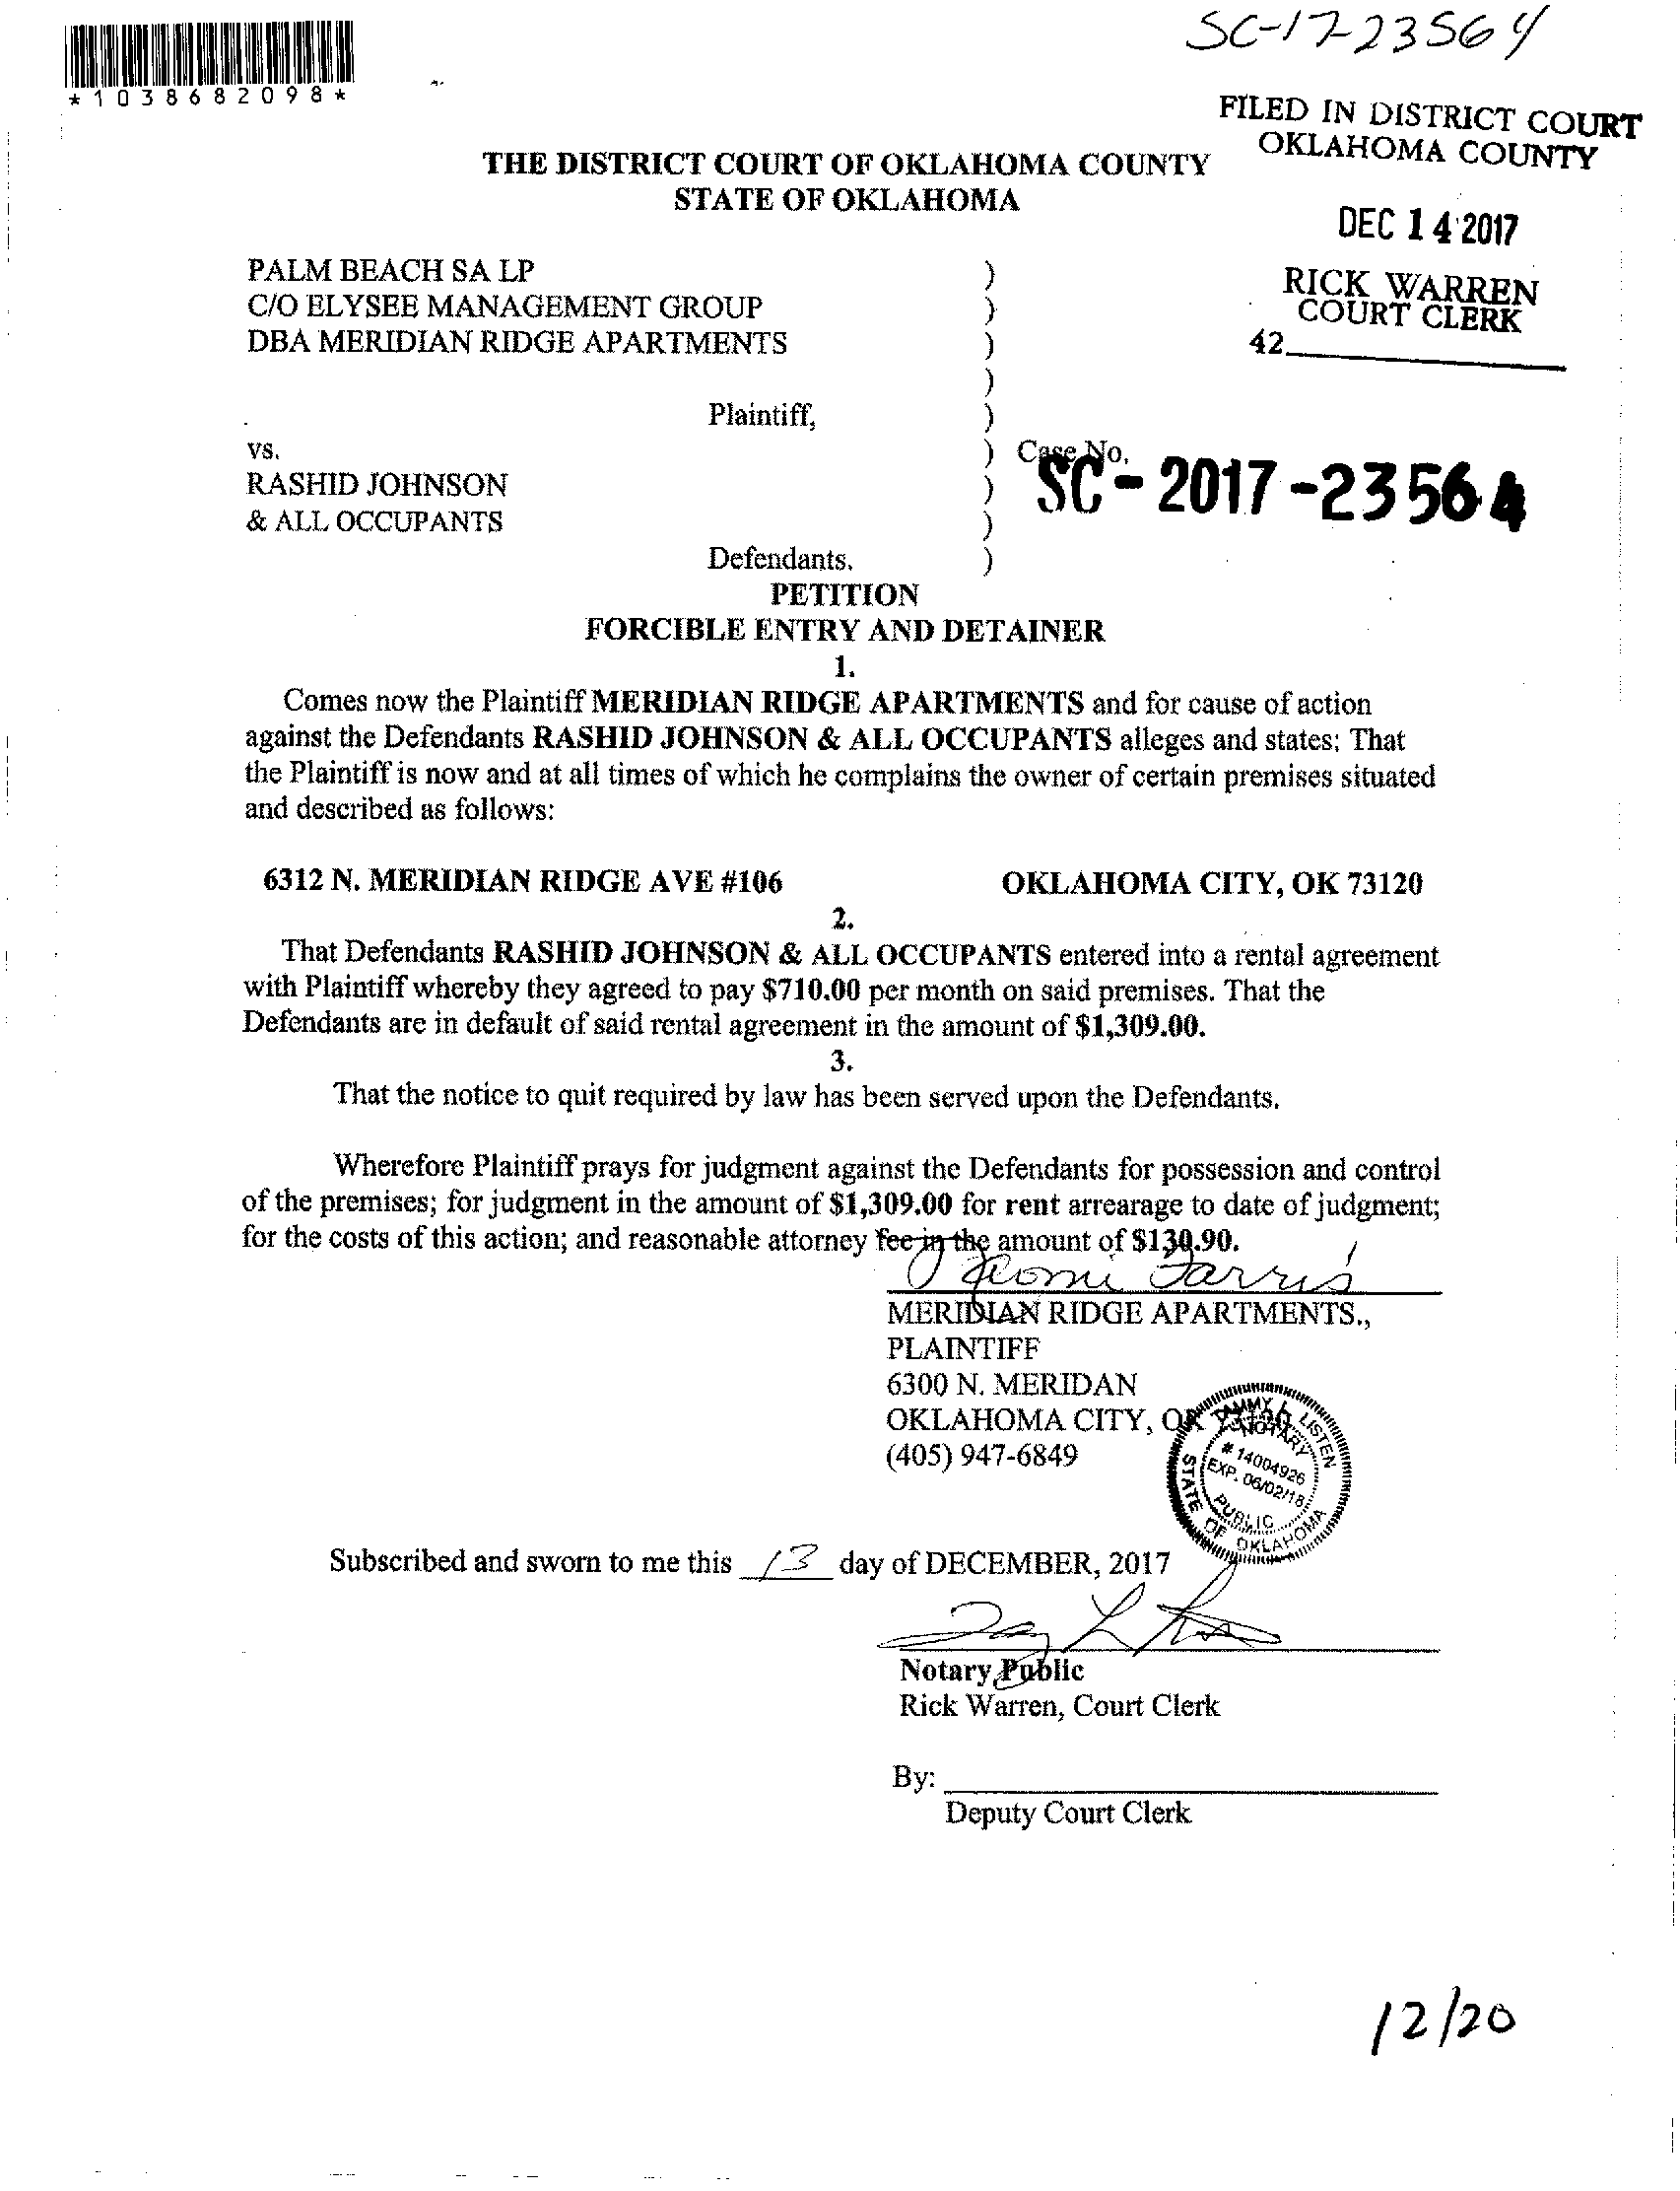 SC-17-23564
*1038682098*
FILED IN DISTRICT COURT
OKLAHOMA COUNTY
THE DISTRICT COURT OF OKLAHOMA COUNTY
STATE OF OKLAHOMA
DEC 14 2017
RICK WARREN
COURT CLERK
42
PALM BEACH SA LP )
C/O ELYSEE MANAGEMENT GROUP )
DBA MERIDIAN RIDGE APARTMENTS )
)
Plaintiff, )
vs. ) Case No.
SC-2017-23564
RASHID JOHNSON )
& ALL OCCUPANTS )
Defendants. )
PETITION
FORCIBLE ENTRY AND DETAINER
1.
Comes now the Plaintiff MERIDIAN RIDGE APARTMENTS and for cause of action
against the Defendants RASHID JOHNSON & ALL OCCUPANTS alleges and states: That
the Plaintiff is now and at all times of which he complains the owner of certain premises situated
and described as follows:
6312 N. MERIDIAN RIDGE AVE #106 OKLAHOMA CITY, OK 73120
2.
That Defendants RASHID JOHNSON & ALL OCCUPANTS entered into a rental agreement
with Plaintiff whereby they agreed to pay $710.00 per month on said premises. That the
Defendants are in default of said rental agreement in the amount of $1,309.00.
3.
That the notice to quit required by law has been served upon the Defendants.
Wherefore Plaintiff prays for judgment against the Defendants for possession and control
of the premises; for judgment in the amount of $1,309.00 for rent arrearage to date of judgment;
for the costs of this action; and reasonable attorney fee in the amount of $130.90.
Farris
MERIDIAN RIDGE APARTMENTS.,
PLAINTIFF
6300 N. MERIDAN
OKLAHOMA CITY, OK
(405) 947-6849
TAMMY L. LISTEN
NOTARY
# 14004926
EXP. 06/02/18
PUBLIC
STATE OF OKLAHOMA
Subscribed and sworn to me this 13 day of DECEMBER, 2017
Notary Public
Rick Warren, Court Clerk
By:
Deputy Court Clerk
12/20